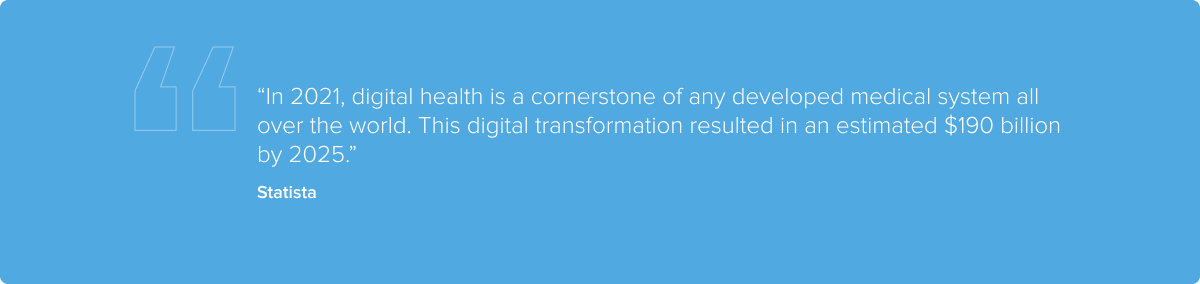 “In 2021, digital health is a cornerstone of any developed medical system all
over the world. This digital transformation resulted in an estimated $190 billion
by 2025.”
Statista